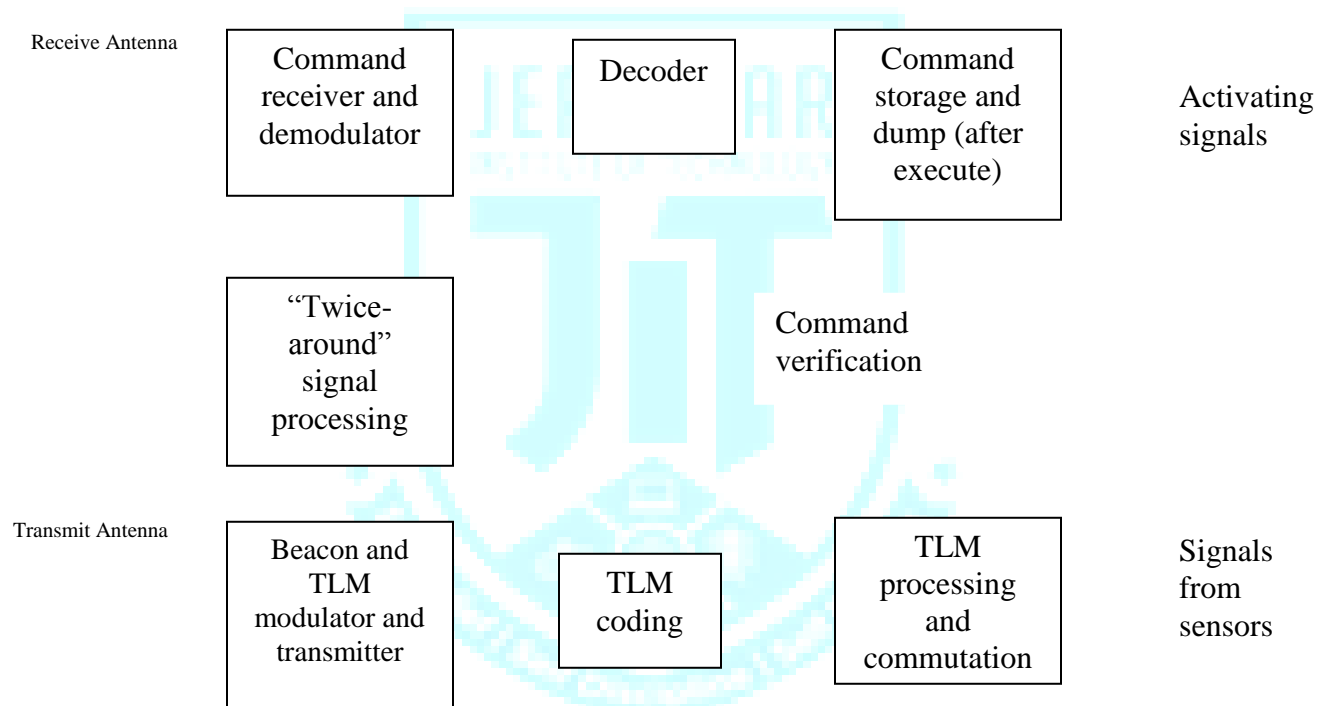 Receive Antenna
Command
receiver and
demodulator
Decoder
Command
storage and
dump (after
execute)
Activating
signals
“Twice-
around”
signal
processing
Command
verification
Transmit Antenna
Beacon and
TLM
modulator and
transmitter
TLM
coding
TLM
processing
and
commutation
Signals
from
sensors
JIT